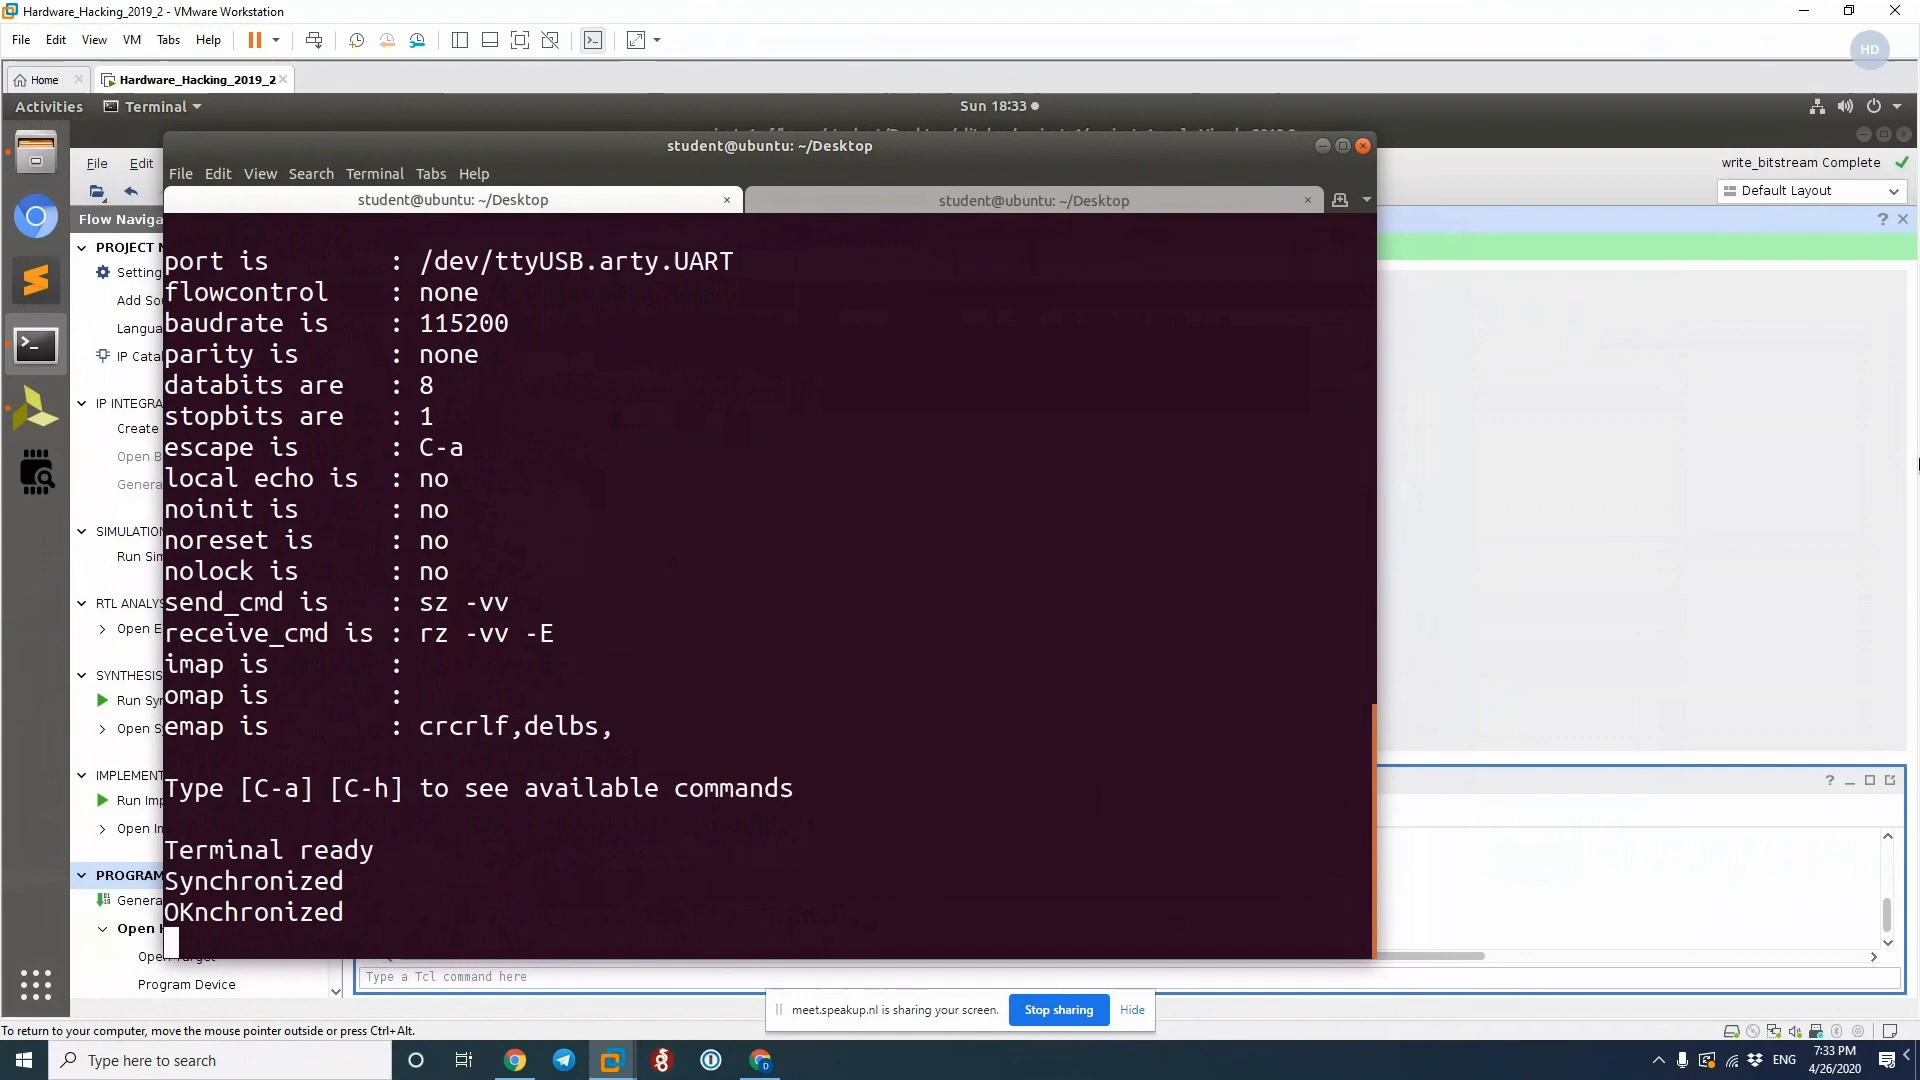 Hardware_Hacking_2019_2 - VMware Workstation
File Edit View VM Tabs Help
HD
Home
Hardware_Hacking_2019_2
Activities
Terminal
Sun 18:33
student@ubuntu: ~/Desktop
File Edit
write_bitstream Complete
File Edit View Search Terminal Tabs Help
Default Layout
student@ubuntu: ~/Desktop
student@ubuntu: ~/Desktop
Flow Naviga
PROJECT M
Setting
Add So
Langua
IP Cata
IP INTEGRA
Create
Open B
Genera
SIMULATION
Run Sim
RTL ANALYS
Open E
SYNTHESIS
Run Syn
Open S
IMPLEMENT
Run Imp
Open Im
PROGRAM
Genera
Open H
Open Target
Program Device
port is : /dev/ttyUSB.arty.UART
flowcontrol : none
baudrate is : 115200
parity is : none
databits are : 8
stopbits are : 1
escape is : C-a
local echo is : no
noinit is : no
noreset is : no
nolock is : no
send_cmd is : sz -vv
receive_cmd is : rz -vv -E
imap is :
omap is :
emap is : crcrlf,delbs,
Type [C-a] [C-h] to see available commands
Terminal ready
Synchronized
OKnchronized
Type a Tcl command here
meet.speakup.nl is sharing your screen.
Stop sharing
Hide
To return to your computer, move the mouse pointer outside or press Ctrl+Alt.
Type here to search
ENG
7:33 PM
4/26/2020